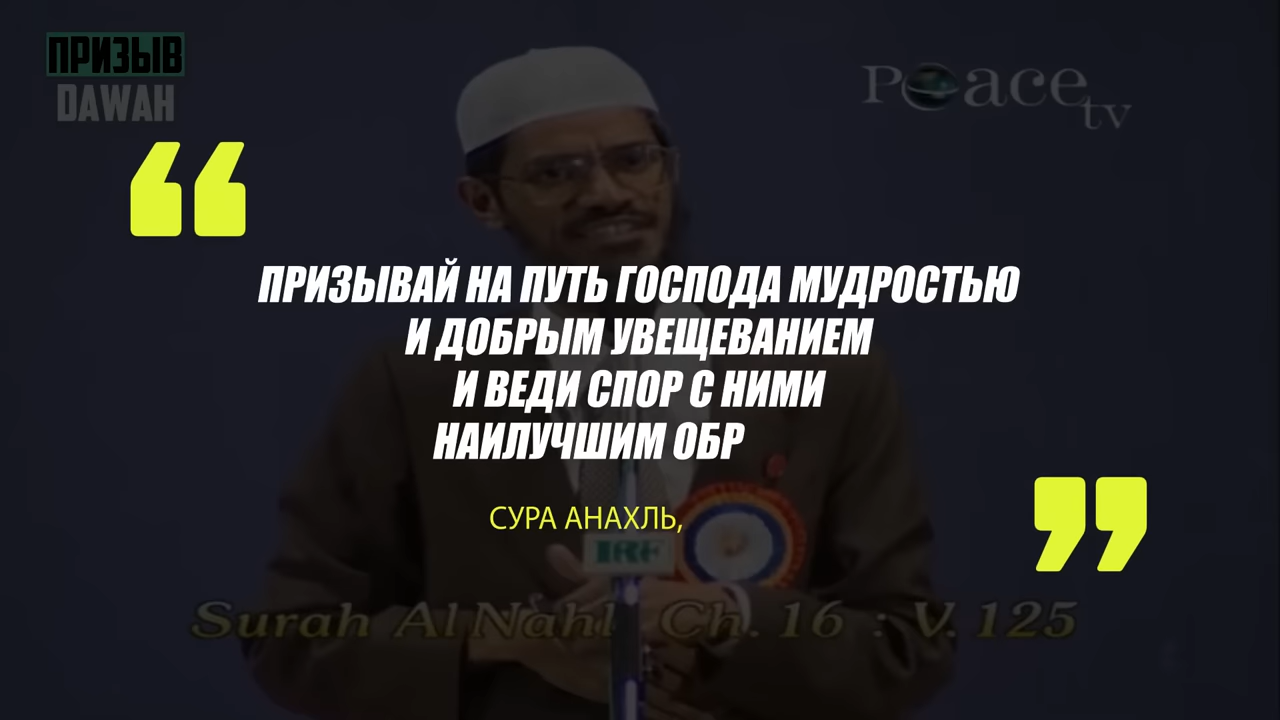 ПРИЗЫВ
DAWAH
Peace
tv
ПРИЗЫВАЙ НА ПУТЬ ГОСПОДА МУДРОСТЬЮ
И ДОБРЫМ УВЕЩЕВАНИЕМ
И ВЕДИ СПОР С НИМИ
НАИЛУЧШИМ ОБР
СУРА АНАХЛЬ,
IRF
Surah Al Nahl Ch. 16 : V. 125